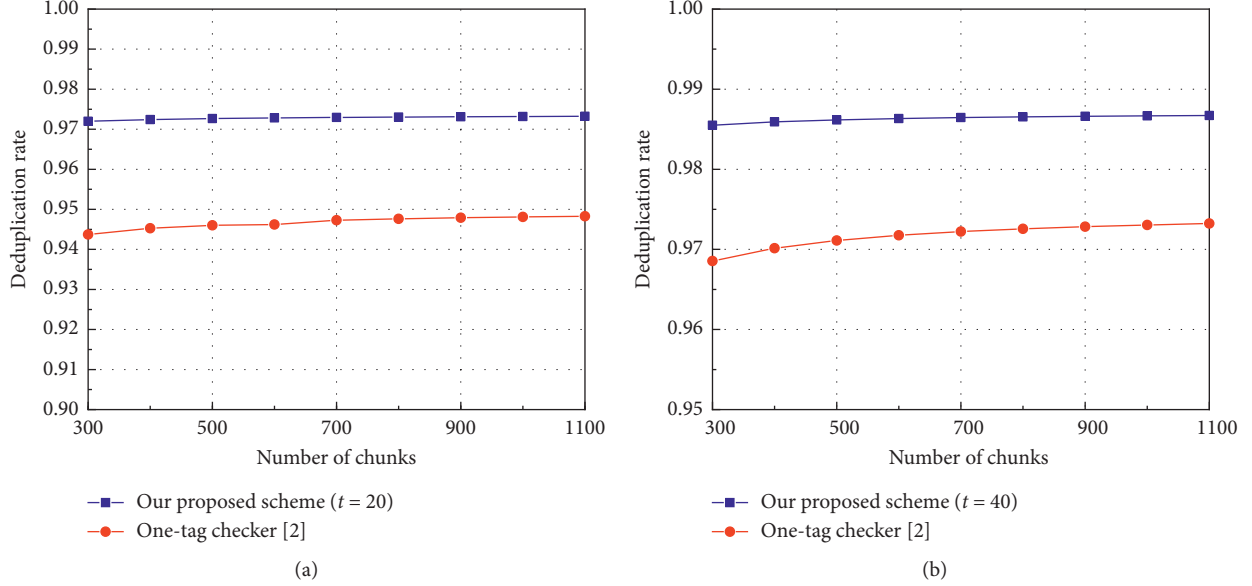 1.00
0.99
0.98
0.97
0.96
0.95
0.94
0.93
0.92
0.91
0.90
Deduplication rate
300 500 700 900 1100
Number of chunks
Our proposed scheme (t = 20)
One-tag checker [2]
(a)
1.00
0.99
0.98
0.97
0.96
0.95
Deduplication rate
300 500 700 900 1100
Number of chunks
Our proposed scheme (t = 40)
One-tag checker [2]
(b)